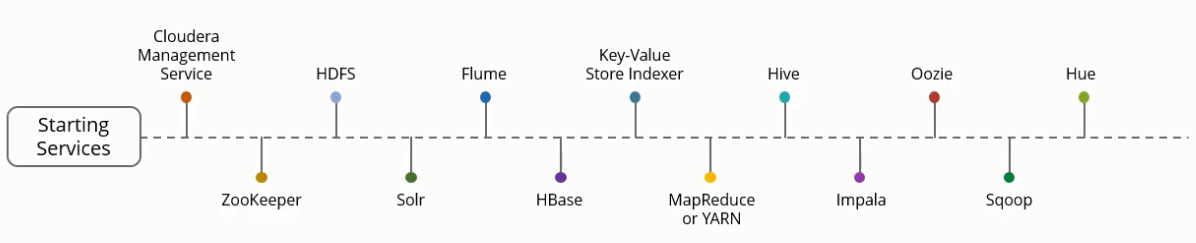 Starting
Services
Cloudera
Management
Service
ZooKeeper
HDFS
Solr
Flume
HBase
Key-Value
Store Indexer
MapReduce
or YARN
Hive
Impala
Oozie
Sqoop
Hue